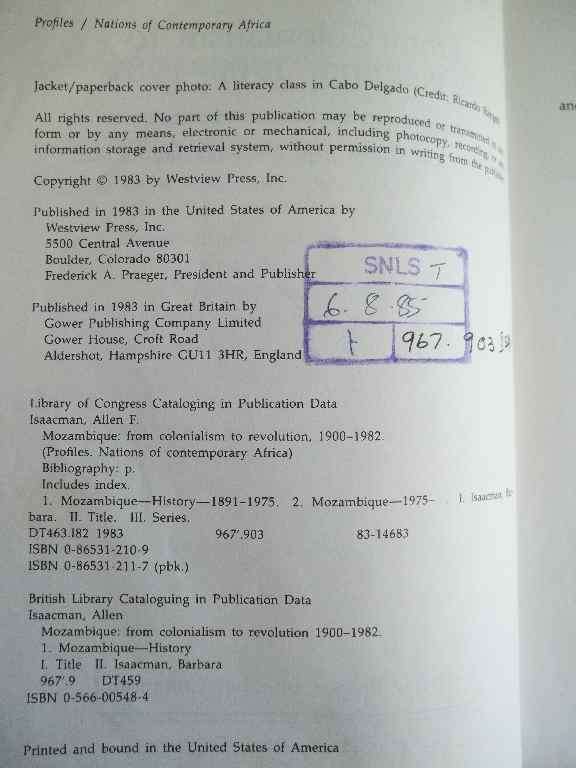 Profiles / Nations of Contemporary Africa
Jacket/paperback cover photo: A literacy class in Cabo Delgado (Credit: Ricardo
All rights reserved. No part of this publication may be reproduced or transmitted in any
form or by any means, electronic or mechanical, including photocopy, recording, or any
information storage and retrieval system, without permission in writing from the publisher.
Copyright © 1983 by Westview Press, Inc.
Published in 1983 in the United States of America by
Westview Press, Inc.
5500 Central Avenue
Boulder, Colorado 80301
Frederick A. Praeger, President and Publisher
SNLS T
6. 8. 85
967. 903
Published in 1983 in Great Britain by
Gower Publishing Company Limited
Gower House, Croft Road
Aldershot, Hampshire GU11 3HR, England
Library of Congress Cataloging in Publication Data
Isaacman, Allen F.
Mozambique: from colonialism to revolution, 1900–1982.
(Profiles. Nations of contemporary Africa)
Bibliography: p.
Includes index.
1. Mozambique—History—1891–1975. 2. Mozambique—1975– . I. Isaacman, Bar-
bara. II. Title. III. Series.
DT463.I82 1983 967'.903 83-14683
ISBN 0-86531-210-9
ISBN 0-86531-211-7 (pbk.)
British Library Cataloguing in Publication Data
Isaacman, Allen
Mozambique: from colonialism to revolution 1900–1982.
1. Mozambique—History
I. Title II. Isaacman, Barbara
967'.9 DT459
ISBN 0-566-00548-4
Printed and bound in the United States of America